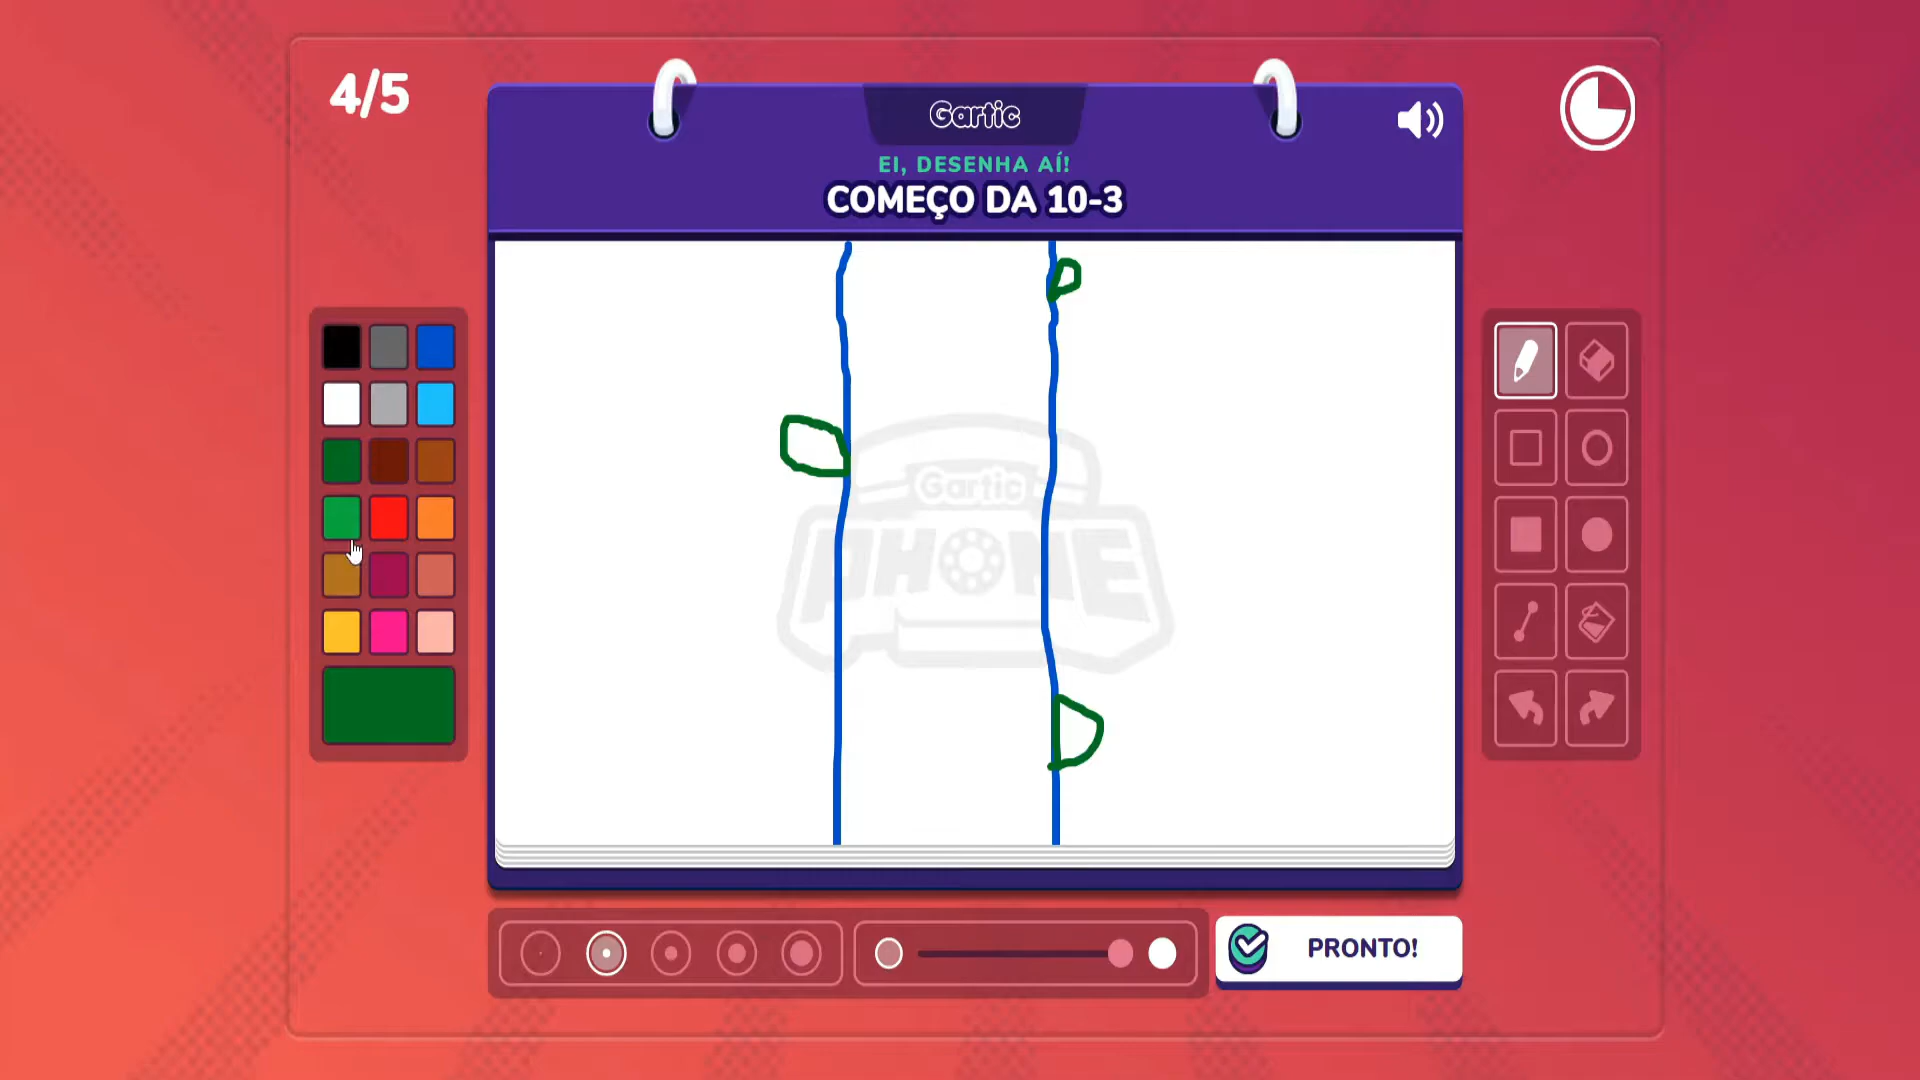 4/5
Gartic
EI, DESENHA AÍ!
COMEÇO DA 10-3
Gartic
PHONE
PRONTO!